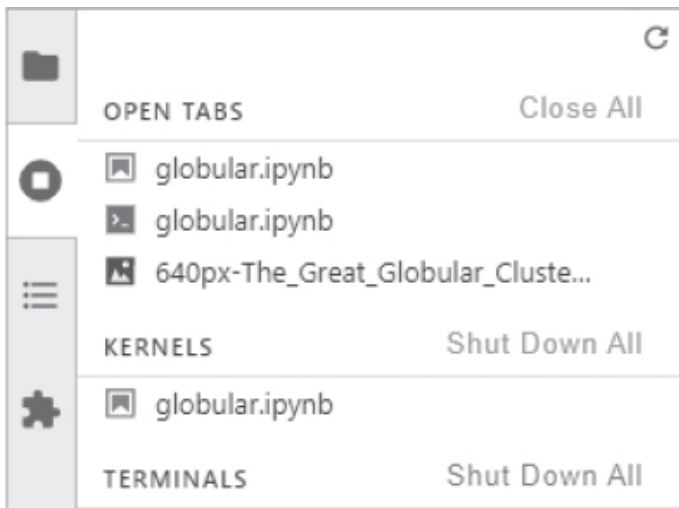 OPEN TABS Close All
globular.ipynb
globular.ipynb
640px-The_Great_Globular_Cluste...
KERNELS Shut Down All
globular.ipynb
TERMINALS Shut Down All